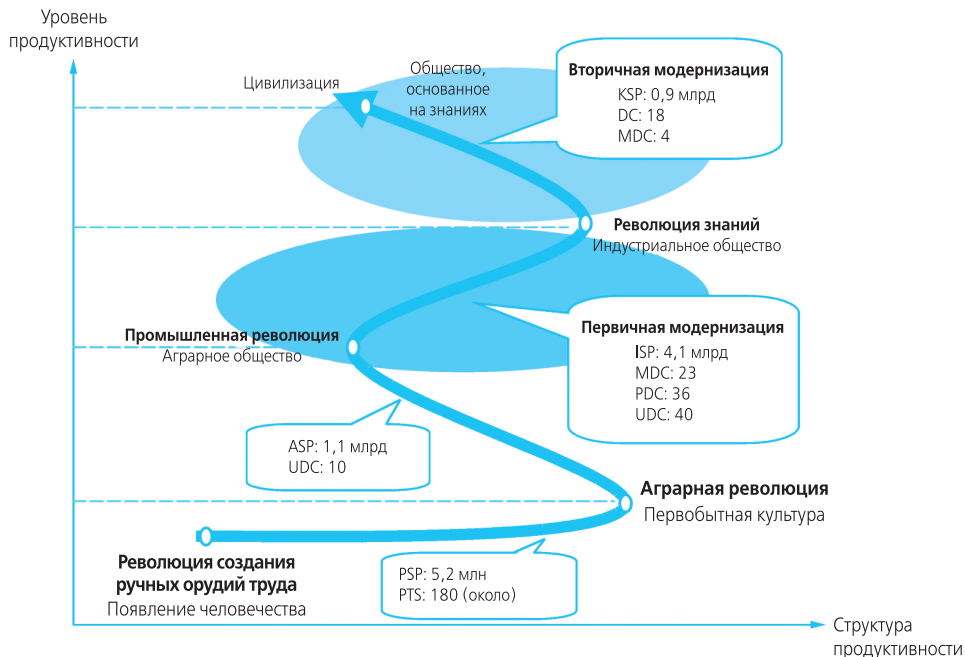 Уровень
продуктивности
Цивилизация
Общество,
основанное
на знаниях
Вторичная модернизация
KSP: 0,9 млрд
DC: 18
MDC: 4
Революция знаний
Индустриальное общество
Промышленная революция
Аграрное общество
Первичная модернизация
ISP: 4,1 млрд
MDC: 23
PDC: 36
UDC: 40
ASP: 1,1 млрд
UDC: 10
Аграрная революция
Первобытная культура
Революция создания
ручных орудий труда
Появление человечества
PSP: 5,2 млн
PTS: 180 (около)
Структура
продуктивности